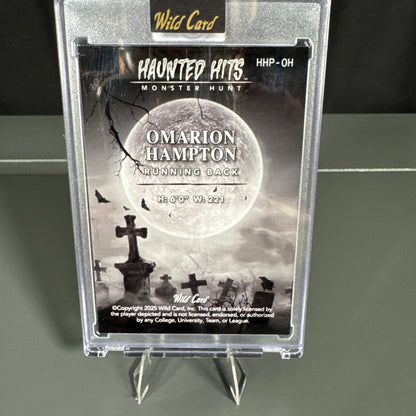 Wild Card
HAUNTED HITS™
MONSTER HUNT
HHP - OH
OMARION
HAMPTON
RUNNING BACK
H: 6'0" W: 221
Wild Card
©Copyright 2025 Wild Card, Inc. This card is solely licensed by
the player depicted and is not licensed, endorsed, or authorized
by any College, University, Team, or League.